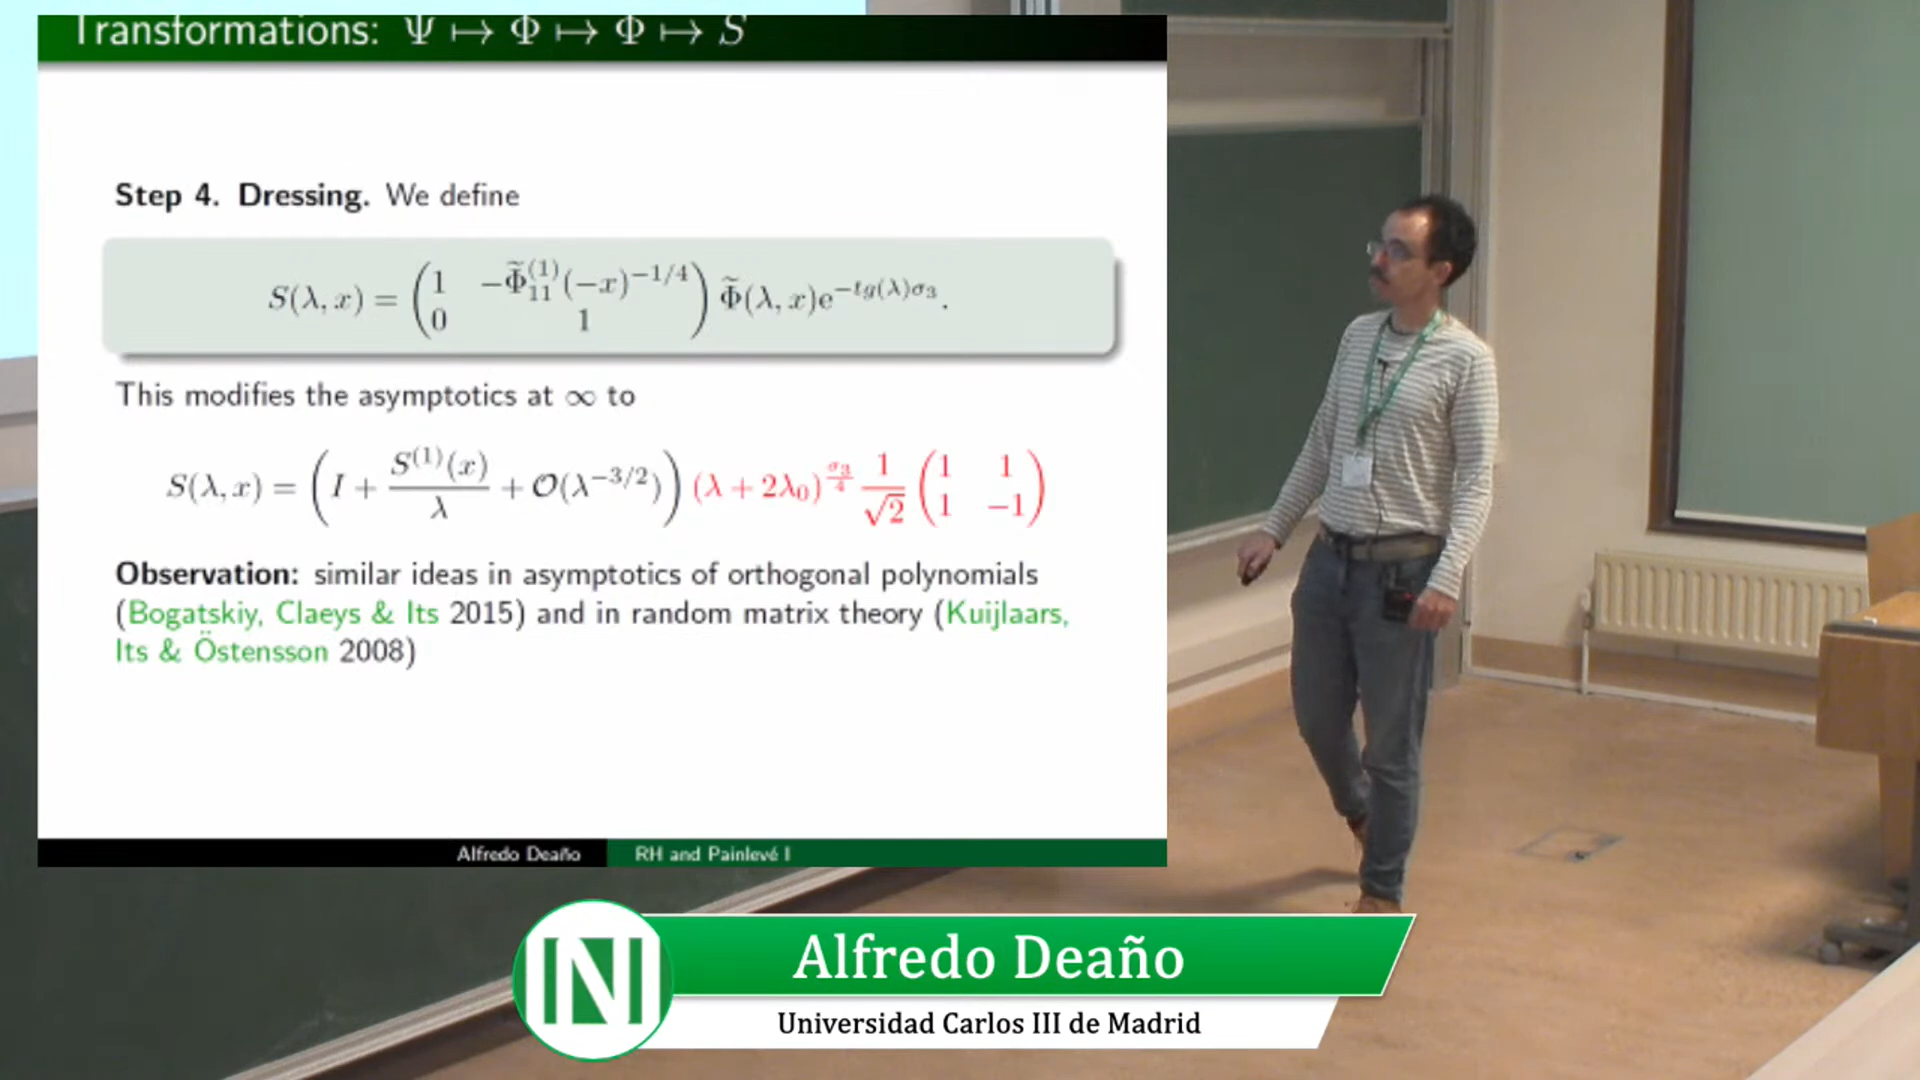 Transformations: Ψ ↦ Φ ↦ Φ̃ ↦ S
Step 4. Dressing. We define
S(λ, x) = (1 −Φ̃₁₁⁽¹⁾(−x)^{−1/4} 0 1) Φ̃(λ, x)e^{−tg(λ)σ₃}.
This modifies the asymptotics at ∞ to
S(λ, x) = (I + S⁽¹⁾(x)/λ + O(λ^{−3/2})) (λ + 2λ₀)^{σ₃/4} 1/√2 (1 1 1 −1)
Observation: similar ideas in asymptotics of orthogonal polynomials
(Bogatskiy, Claeys & Its 2015) and in random matrix theory (Kuijlaars,
Its & Östensson 2008)
Alfredo Deaño RH and Painlevé I
Alfredo Deaño
Universidad Carlos III de Madrid